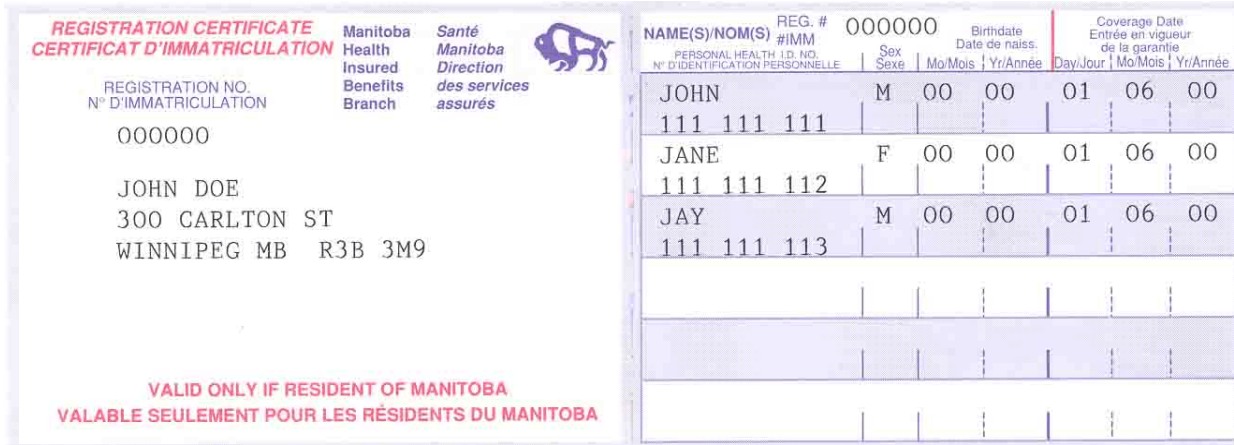 REGISTRATION CERTIFICATE
CERTIFICAT D'IMMATRICULATION
Manitoba
Health
Insured
Benefits
Branch
Santé
Manitoba
Direction
des services
assurés
REGISTRATION NO.
N° D'IMMATRICULATION
000000
JOHN DOE
300 CARLTON ST
WINNIPEG MB R3B 3M9
VALID ONLY IF RESIDENT OF MANITOBA
VALABLE SEULEMENT POUR LES RÉSIDENTS DU MANITOBA
NAME(S)/NOM(S) REG. # 000000
#IMM
PERSONAL HEALTH I.D. NO.
N° D'IDENTIFICATION PERSONNELLE
Sex
Sexe
Birthdate
Date de naiss.
Mo/Mois Yr/Année
Coverage Date
Entrée en vigueur
de la garantie
Day/Jour Mo/Mois Yr/Année
JOHN M 00 00 01 06 00
111 111 111
JANE F 00 00 01 06 00
111 111 112
JAY M 00 00 01 06 00
111 111 113